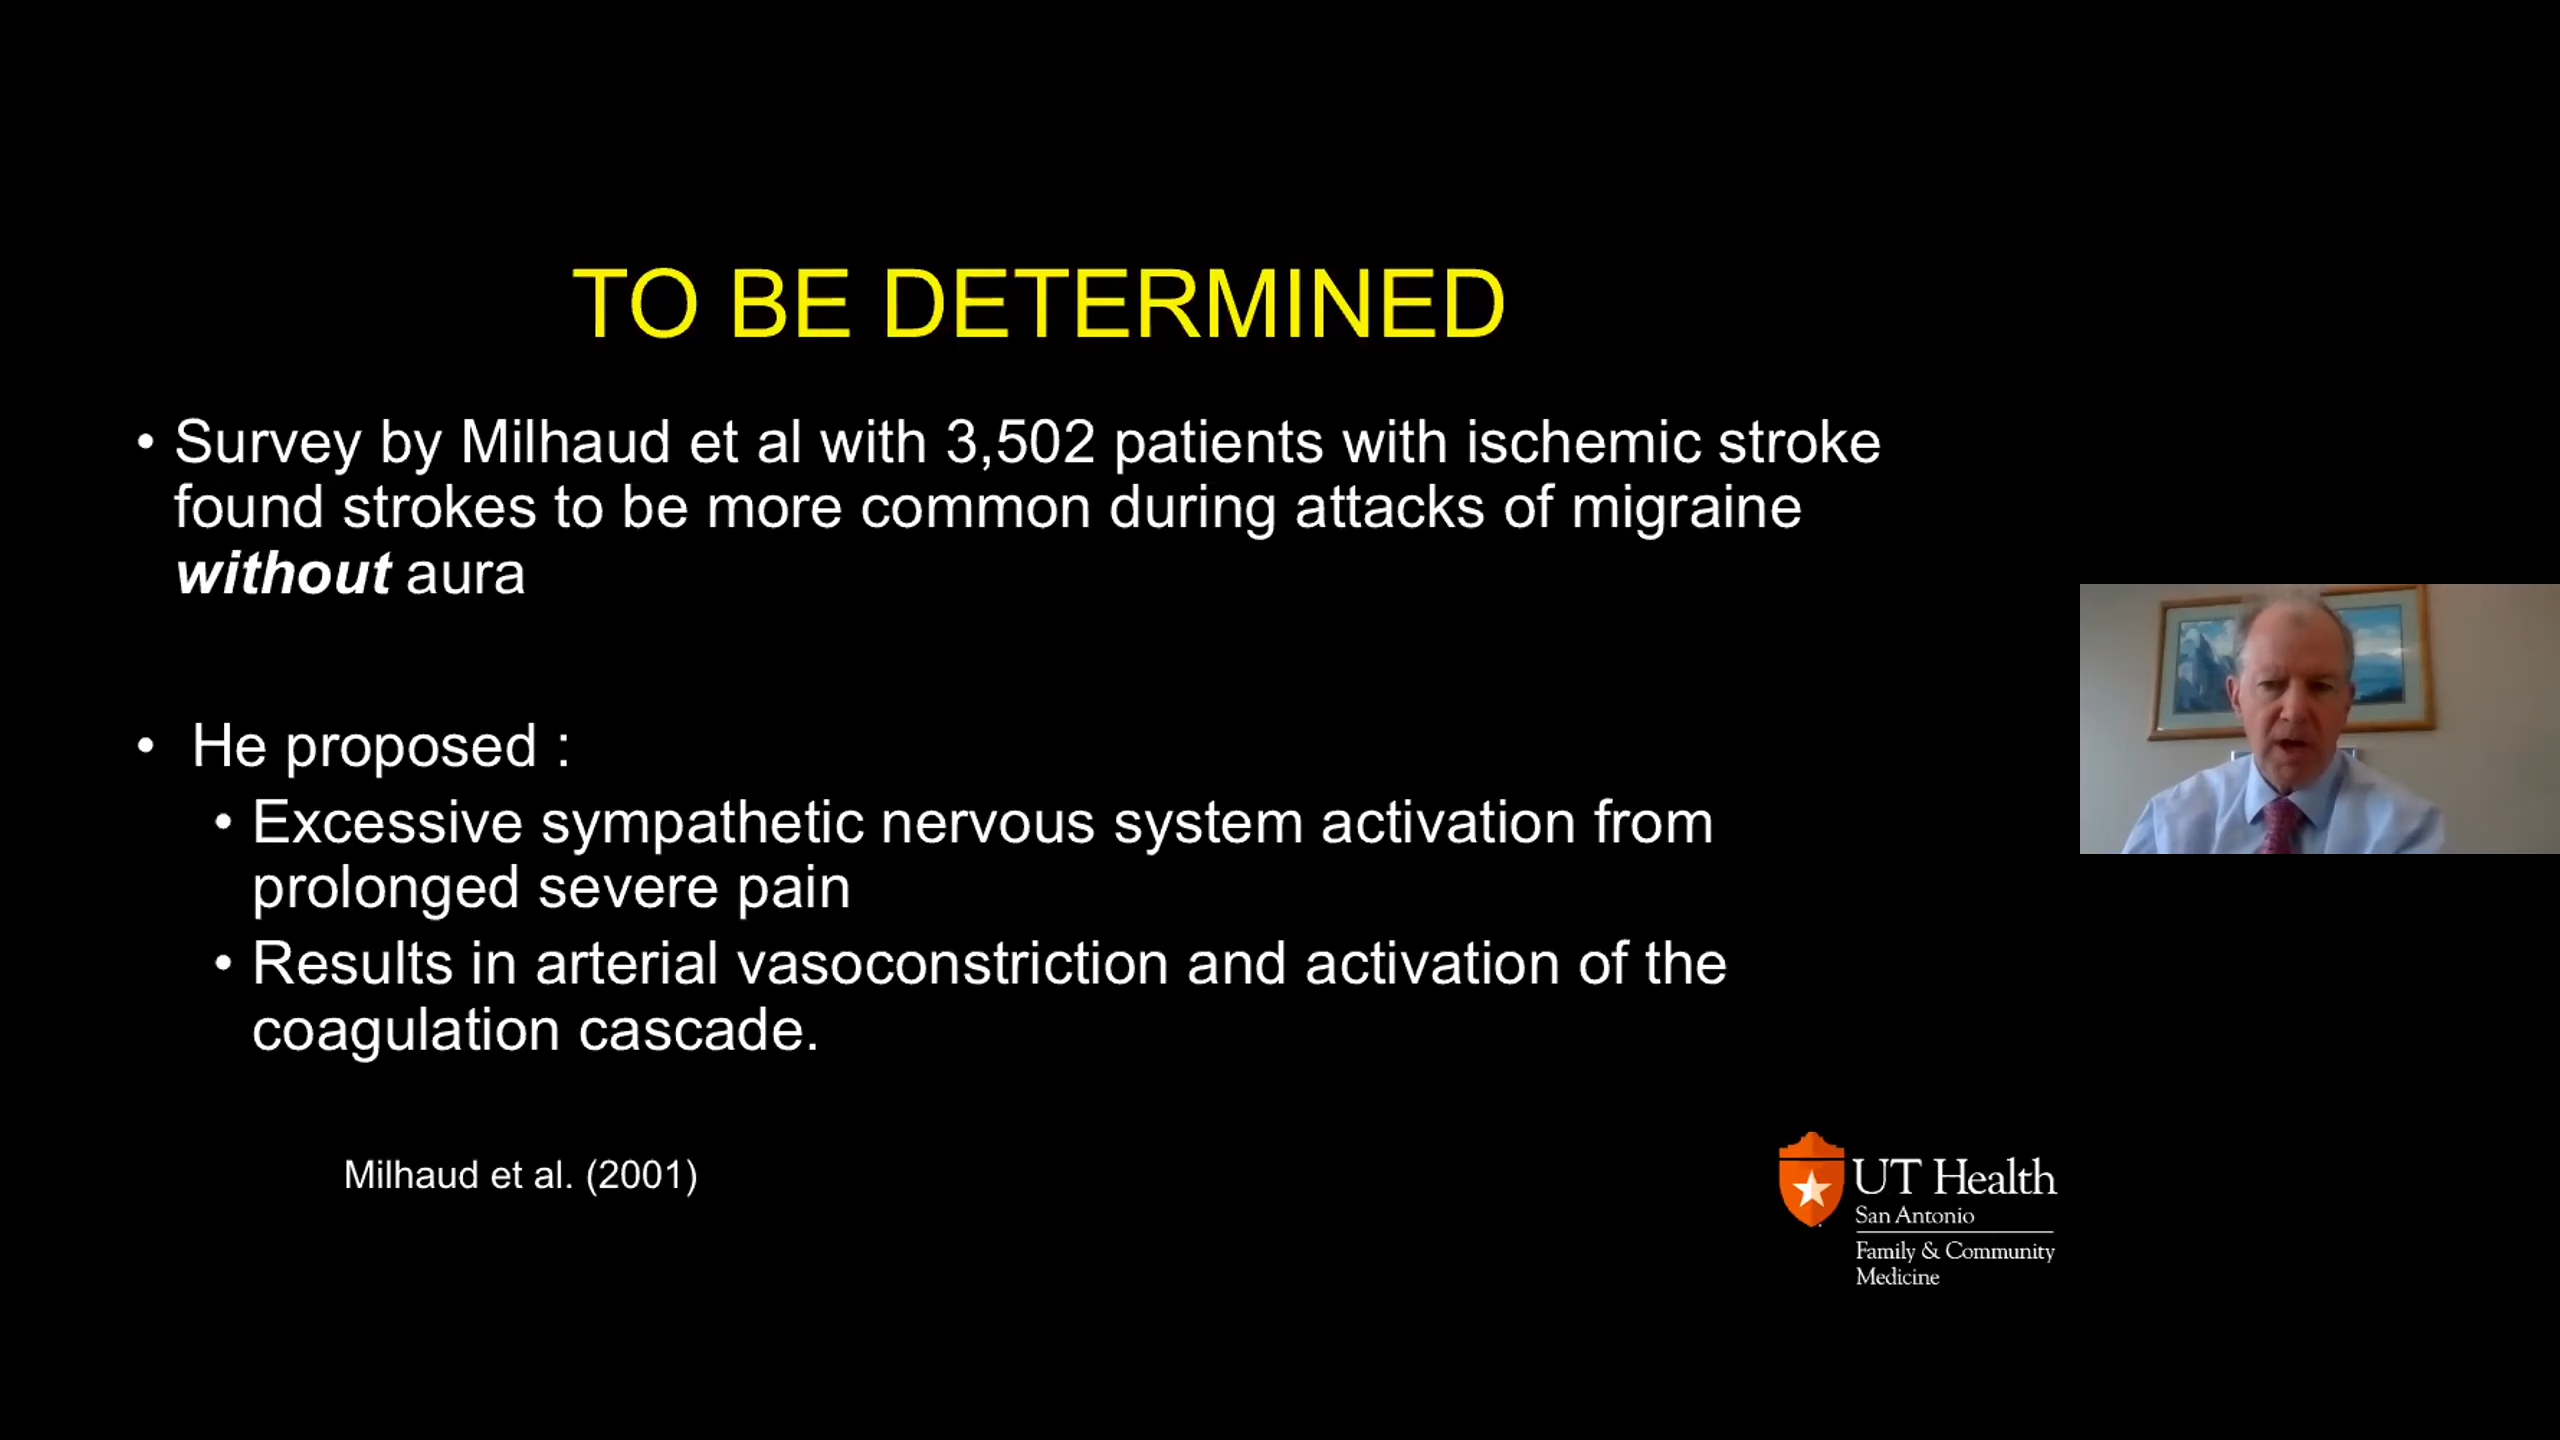 TO BE DETERMINED
• Survey by Milhaud et al with 3,502 patients with ischemic stroke
found strokes to be more common during attacks of migraine
without aura
• He proposed :
• Excessive sympathetic nervous system activation from
prolonged severe pain
• Results in arterial vasoconstriction and activation of the
coagulation cascade.
Milhaud et al. (2001)
UT Health
San Antonio
Family & Community
Medicine